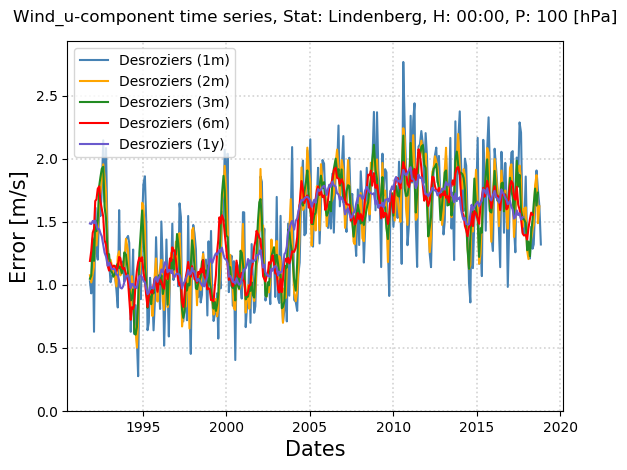 Wind_u-component time series, Stat: Lindenberg, H: 00:00, P: 100 [hPa]
Desroziers (1m)
Desroziers (2m)
Desroziers (3m)
Desroziers (6m)
Desroziers (1y)
Error [m/s]
2.5
2.0
1.5
1.0
0.5
0.0
1995 2000 2005 2010 2015 2020
Dates